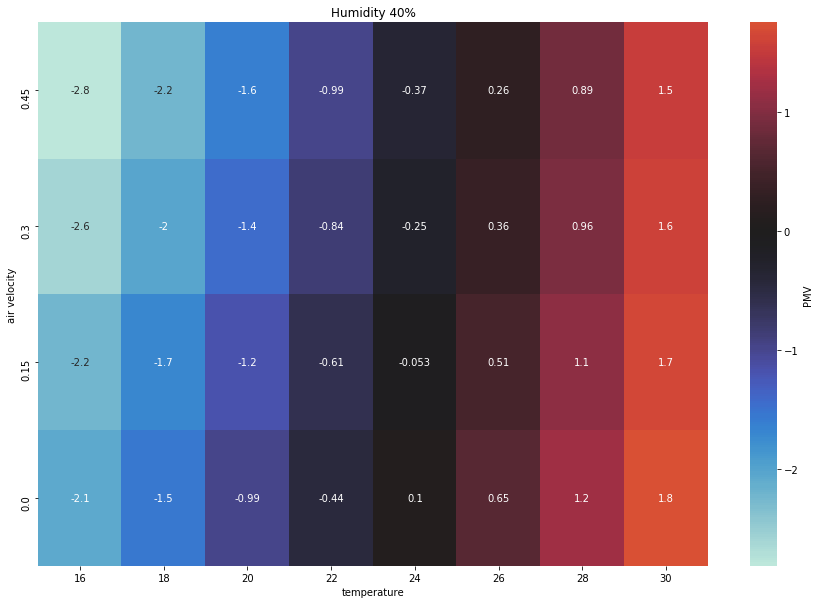 Humidity 40%
0.45 -2.8 -2.2 -1.6 -0.99 -0.37 0.26 0.89 1.5
0.3 -2.6 -2 -1.4 -0.84 -0.25 0.36 0.96 1.6
0.15 -2.2 -1.7 -1.2 -0.61 -0.053 0.51 1.1 1.7
0.0 -2.1 -1.5 -0.99 -0.44 0.1 0.65 1.2 1.8
air velocity
16 18 20 22 24 26 28 30
temperature
1
0
−1
−2
PMV